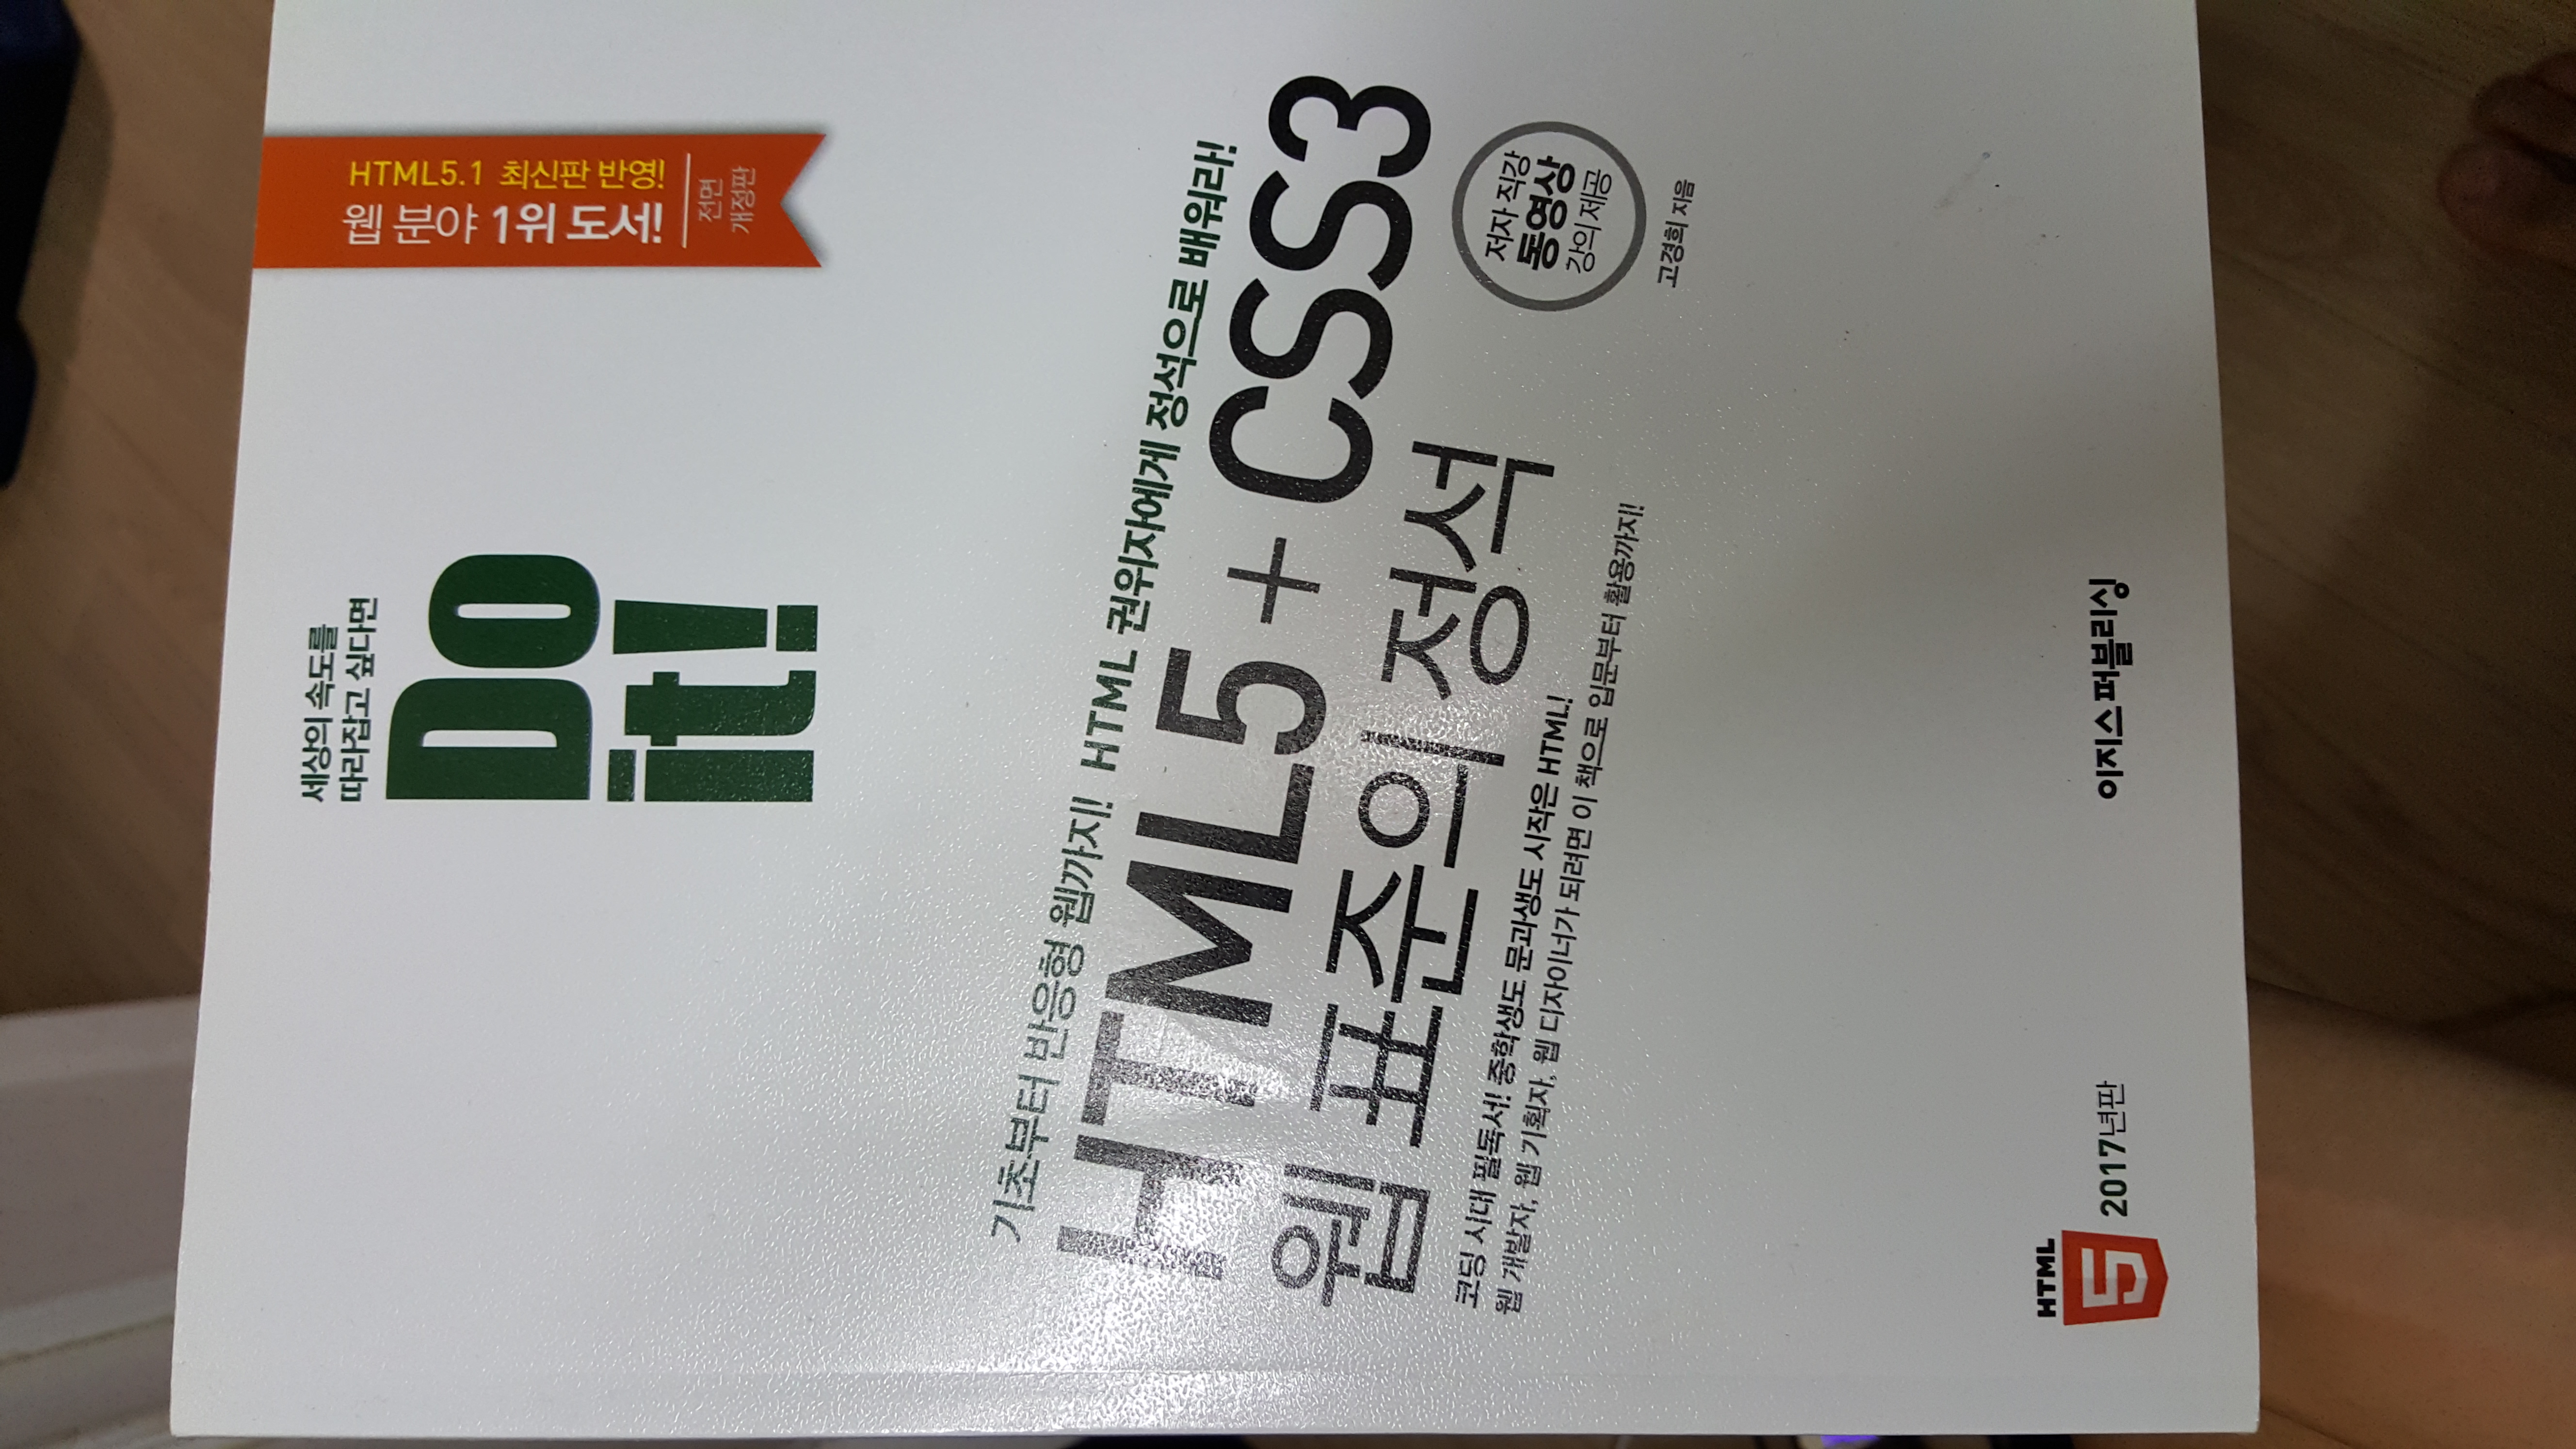 세상의 속도를
따라잡고 싶다면
Do
it!
HTML5.1 최신판 반영!
웹 분야 1위 도서!
전면
개정판
기초부터 반응형 웹까지! HTML 권위자에게 정석으로 배워라!
HTML5 + CSS3
웹 표준의 정석
코딩 시대 필독서! 중학생도 문과생도 시작은 HTML!
웹 개발자, 웹 기획자, 웹 디자이너가 되려면 이 책으로 입문부터 활용까지!
저자 직강
동영상
강의 제공
고경희 지음
HTML
5
2017년판
이지스퍼블리싱